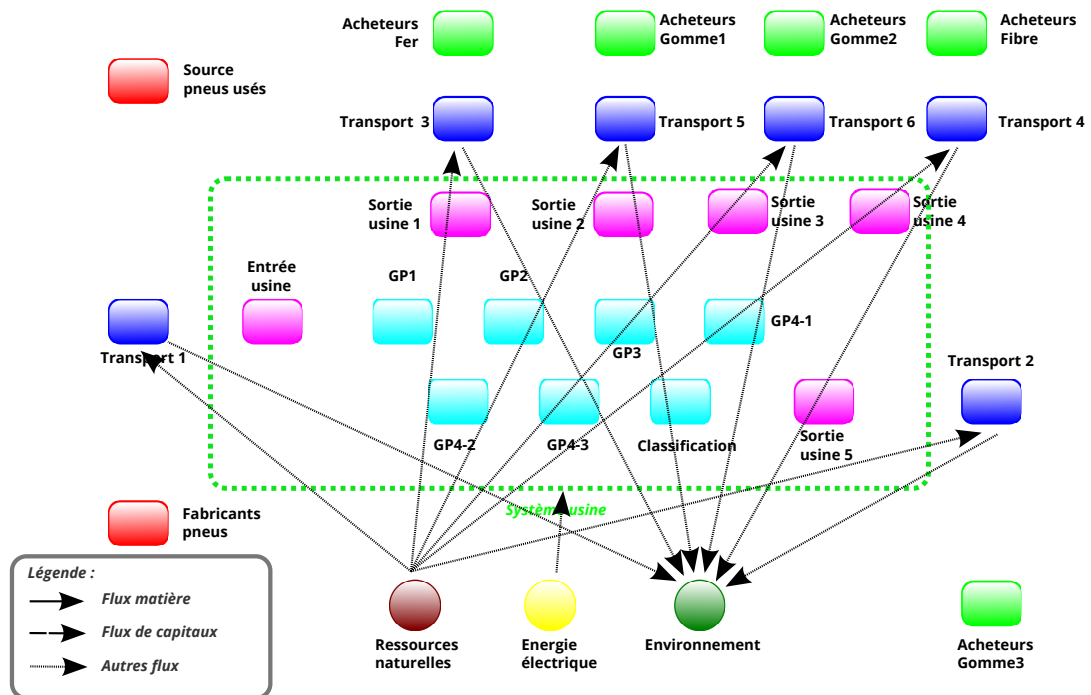 Acheteurs
Fer
Acheteurs
Gomme1
Acheteurs
Gomme2
Acheteurs
Fibre
Source
pneus usés
Transport 3
Transport 5
Transport 6
Transport 4
Sortie
usine 1
Sortie
usine 2
Sortie
usine 3
Sortie
usine 4
Entrée
usine
GP1
GP2
GP3
GP4-1
Transport 1
Transport 2
GP4-2
GP4-3
Classification
Sortie
usine 5
Système usine
Fabricants
pneus
Légende :
Flux matière
Flux de capitaux
Autres flux
Ressources
naturelles
Energie
électrique
Environnement
Acheteurs
Gomme3